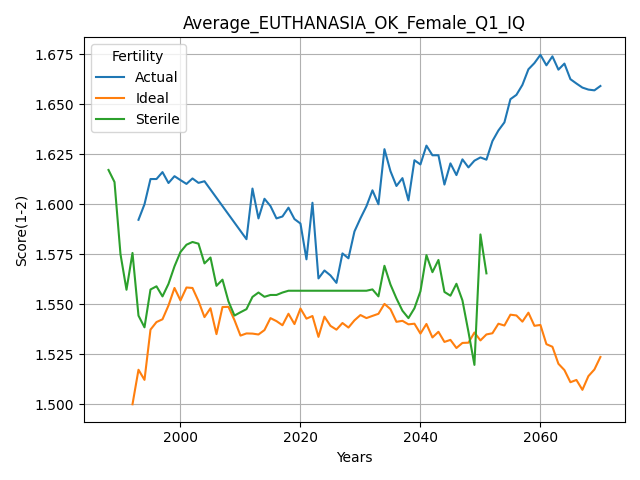 Average_EUTHANASIA_OK_Female_Q1_IQ
Fertility
Actual
Ideal
Sterile
1.675
1.650
1.625
1.600
1.575
1.550
1.525
1.500
Score(1-2)
2000
2020
2040
2060
Years